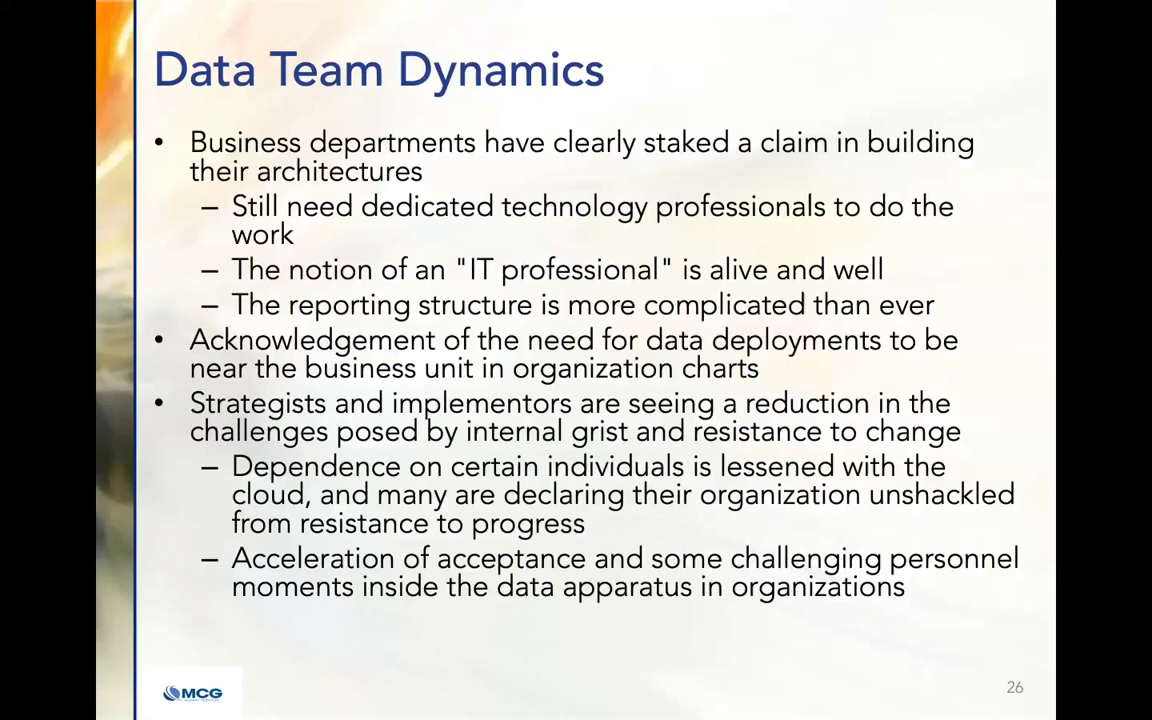 Data Team Dynamics
• Business departments have clearly staked a claim in building
their architectures
– Still need dedicated technology professionals to do the
work
– The notion of an "IT professional" is alive and well
– The reporting structure is more complicated than ever
• Acknowledgement of the need for data deployments to be
near the business unit in organization charts
• Strategists and implementors are seeing a reduction in the
challenges posed by internal grist and resistance to change
– Dependence on certain individuals is lessened with the
cloud, and many are declaring their organization unshackled
from resistance to progress
– Acceleration of acceptance and some challenging personnel
moments inside the data apparatus in organizations
MCG
26